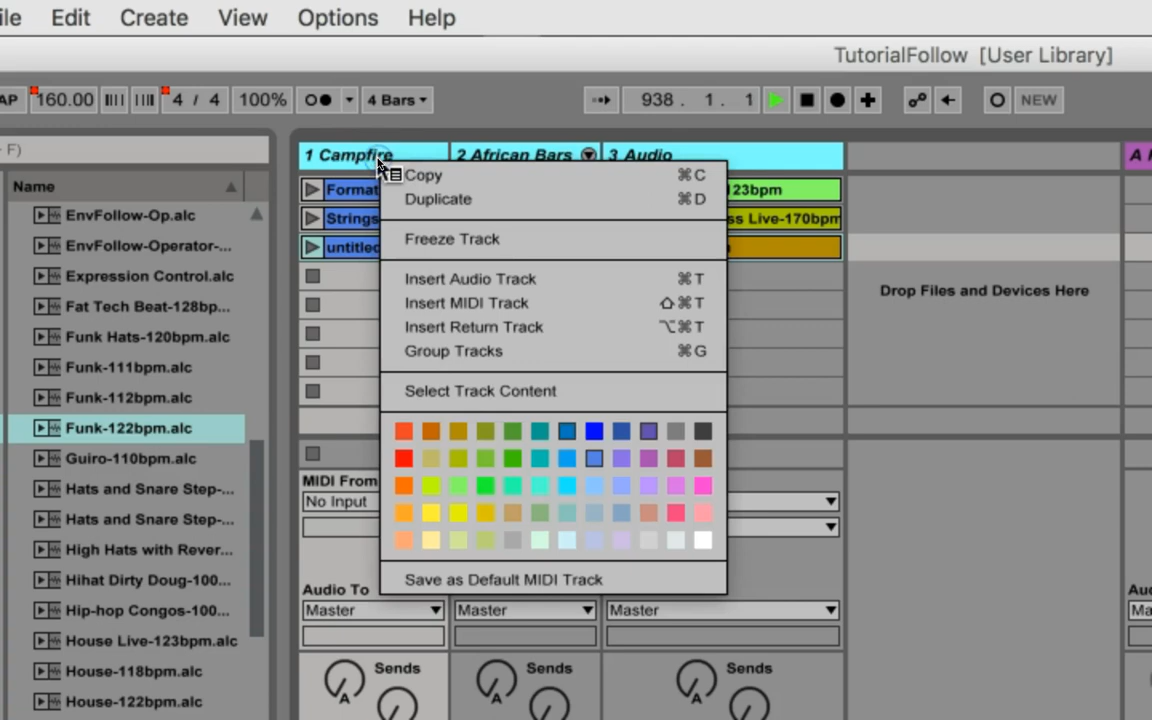 ile Edit Create View Options Help
TutorialFollow [User Library]
AP 160.00 4 / 4 100% 4 Bars 938. 1. 1 NEW
- F)
Name
EnvFollow-Op.alc
EnvFollow-Operator-...
Expression Control.alc
Fat Tech Beat-128bp...
Funk Hats-120bpm.alc
Funk-111bpm.alc
Funk-112bpm.alc
Funk-122bpm.alc
Guiro-110bpm.alc
Hats and Snare Step-...
Hats and Snare Step-...
High Hats with Rever...
Hihat Dirty Doug-100...
Hip-hop Congos-100...
House Live-123bpm.alc
House-118bpm.alc
House-122bpm.alc
1 Campfire 2 African Bars 3 Audio
Format 23bpm
Strings ss Live-170bpm
untitled
Copy ⌘C
Duplicate ⌘D
Freeze Track
Insert Audio Track ⌘T
Insert MIDI Track ⇧⌘T
Insert Return Track ⌥⌘T
Group Tracks ⌘G
Select Track Content
Save as Default MIDI Track
Drop Files and Devices Here
MIDI From
No Input
Audio To
Master Master Master
Sends Sends Sends
A A A
A
Au
Ma